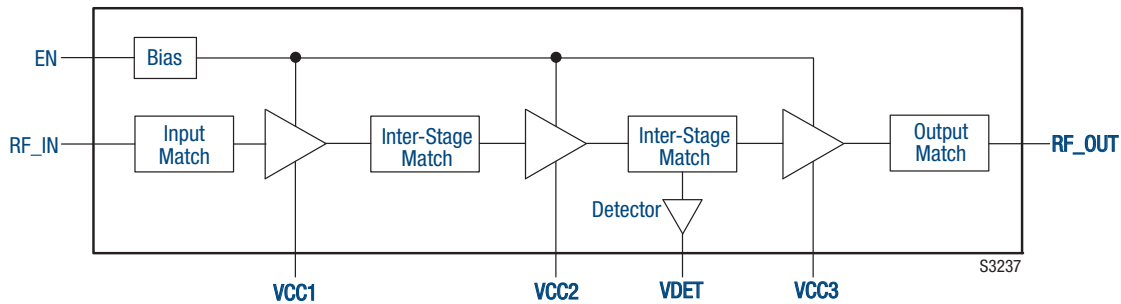 EN
Bias
RF_IN
Input
Match
Inter-Stage
Match
Inter-Stage
Match
Output
Match
RF_OUT
Detector
S3237
VCC1
VCC2
VDET
VCC3